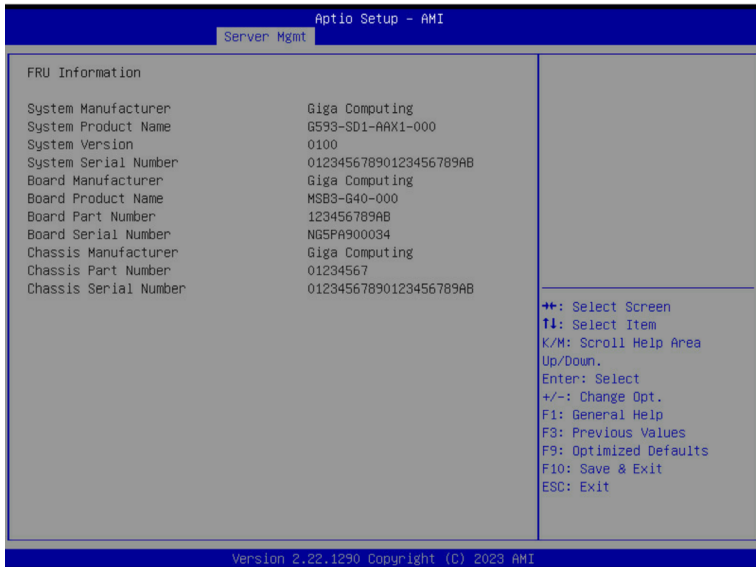 Aptio Setup – AMI
Server Mgmt
FRU Information
System Manufacturer Giga Computing
System Product Name G593-SD1-AAX1-000
System Version 0100
System Serial Number 01234567890123456789AB
Board Manufacturer Giga Computing
Board Product Name MSB3-G40-000
Board Part Number 123456789AB
Board Serial Number NG5PA900034
Chassis Manufacturer Giga Computing
Chassis Part Number 01234567
Chassis Serial Number 01234567890123456789AB
→←: Select Screen
↑↓: Select Item
K/M: Scroll Help Area
Up/Down.
Enter: Select
+/-: Change Opt.
F1: General Help
F3: Previous Values
F9: Optimized Defaults
F10: Save & Exit
ESC: Exit
Version 2.22.1290 Copyright (C) 2023 AMI